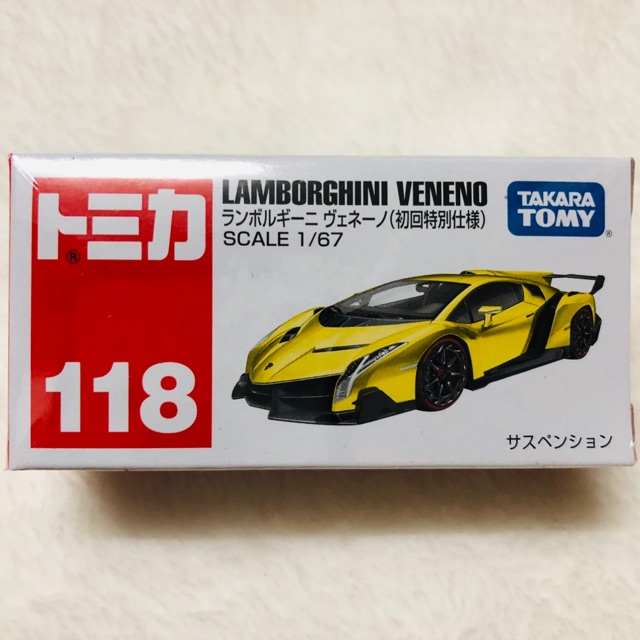 トミカ
®
118
LAMBORGHINI VENENO
ランボルギーニ ヴェネーノ(初回特別仕様)
SCALE 1/67
TAKARA
TOMY
®
サスペンション